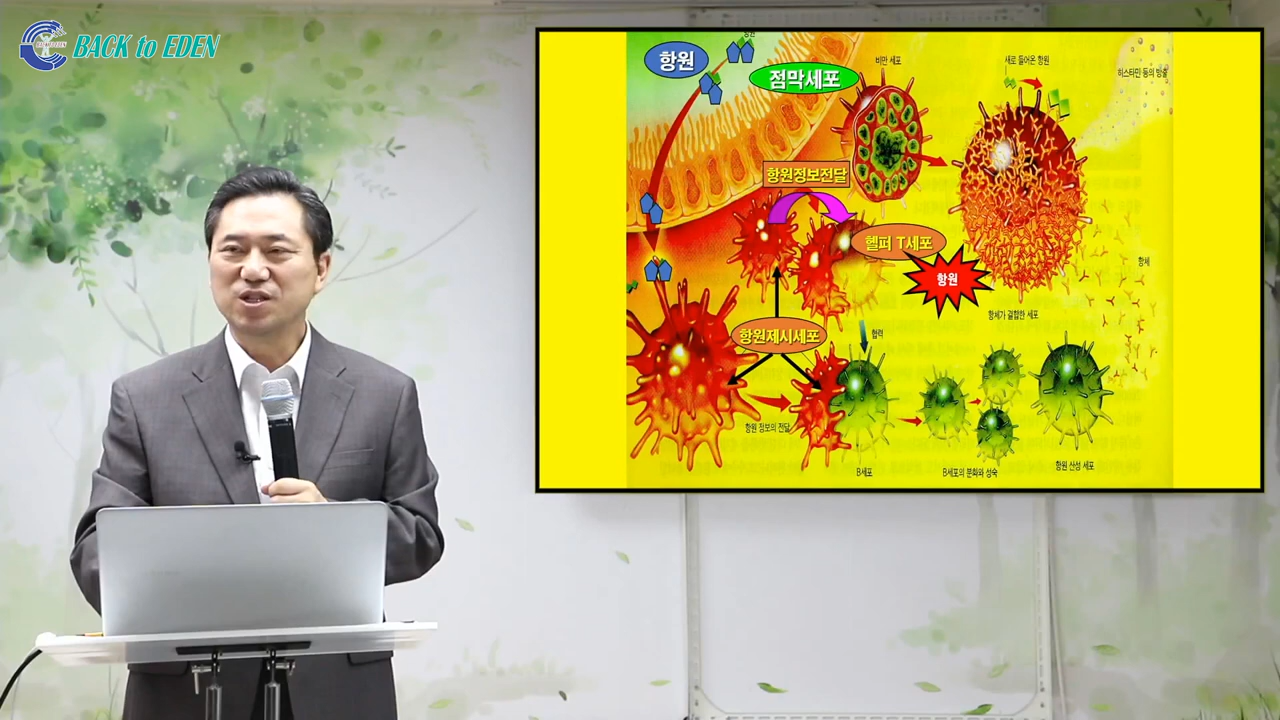 BACK to EDEN
항원
항원
점막세포
비만 세포
새로 들어온 항원
히스타민 등의 방출
항원정보전달
헬퍼 T세포
항원
항체
항체가 결합한 세포
항원제시세포
협력
항원 정보의 전달
B세포
B세포의 분화와 성숙
항원 산성 세포